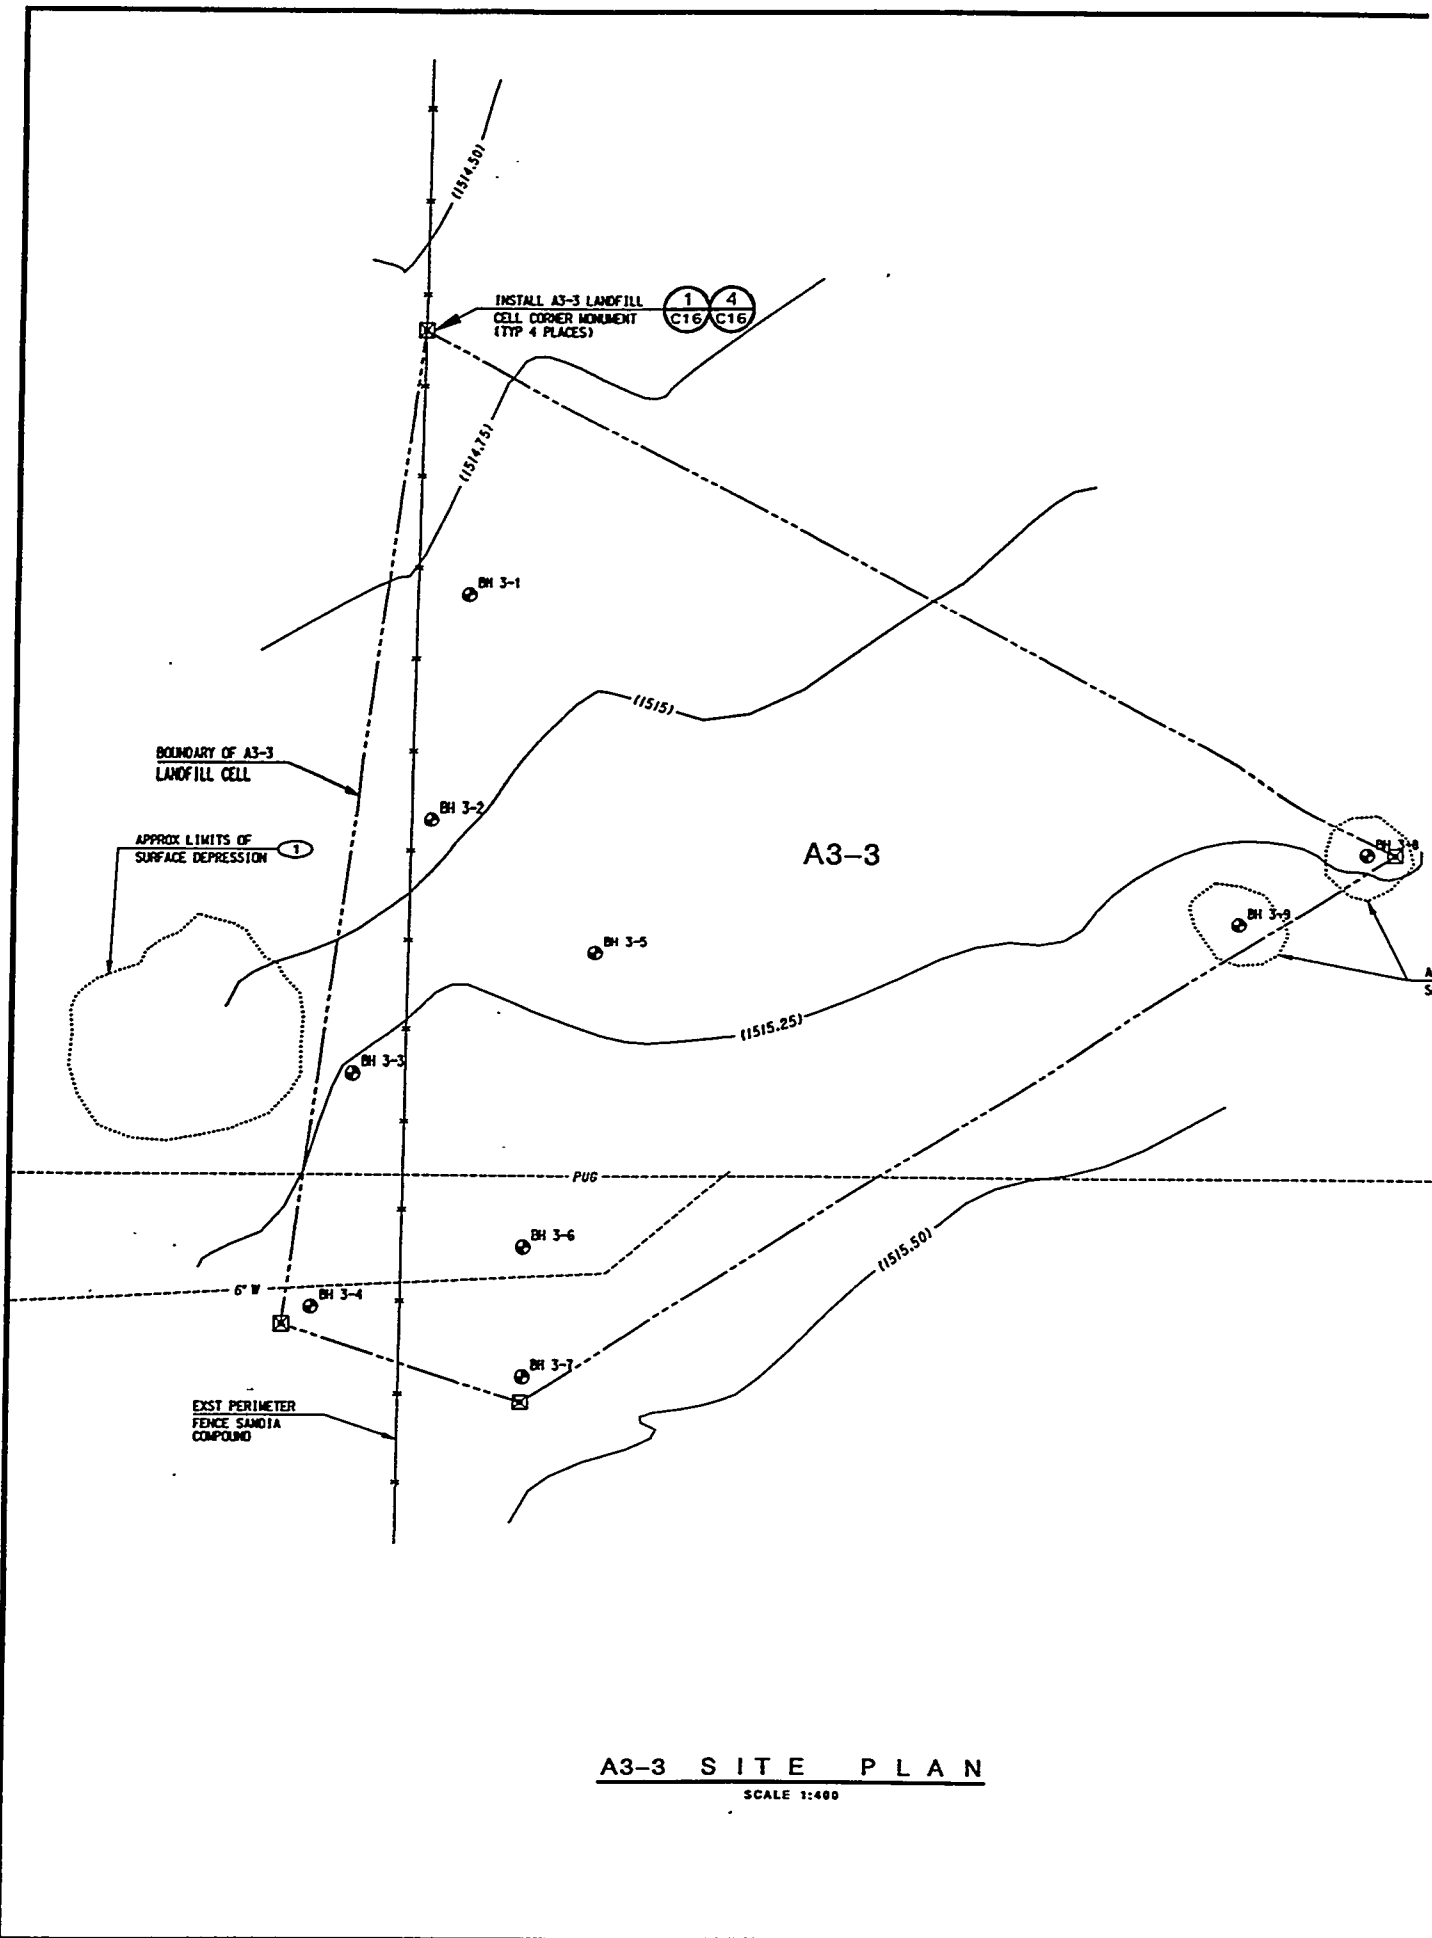 (1514.50)
INSTALL A3-3 LANDFILL
CELL CORNER MONUMENT
(TYP 4 PLACES)
1 4
C16 C16
(1514.75)
BH 3-1
(1515)
BOUNDARY OF A3-3
LANDFILL CELL
BH 3-2
APPROX LIMITS OF
SURFACE DEPRESSION
1
A3-3
BH 3-8
BH 3-9
BH 3-5
A
S
(1515.25)
BH 3-3
PUG
BH 3-6
(1515.50)
6" W
BH 3-4
BH 3-7
EXST PERIMETER
FENCE SANDIA
COMPOUND
A3-3 SITE PLAN
SCALE 1:400